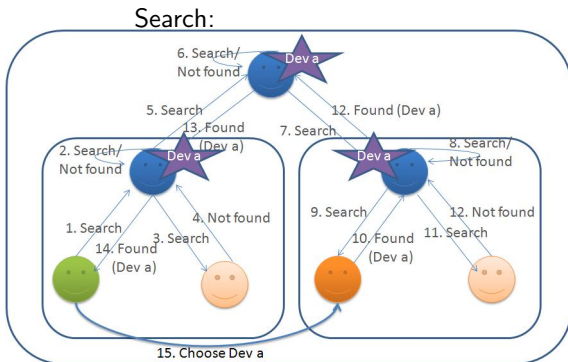 Search:
6. Search/
Not found
Dev a
5. Search
12. Found (Dev a)
13. Found
(Dev a)
7. Search
2. Search/
Not found
Dev a
Dev a
8. Search/
Not found
1. Search
4. Not found
3. Search
14. Found
(Dev a)
9. Search
12. Not found
10. Found
(Dev a)
11. Search
15. Choose Dev a